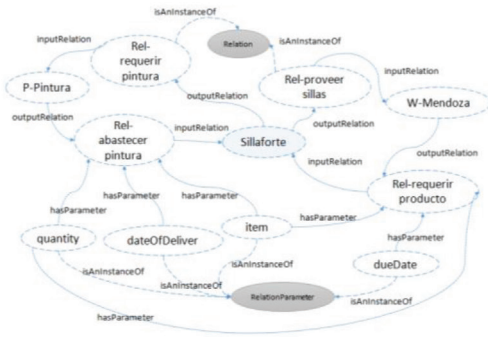 isAnInstanceOf
inputRelation
Rel-
requerir
pintura
Relation
isAnInstanceOf
P-Pintura
Rel-proveer
sillas
inputRelation
outputRelation
outputRelation
W-Mendoza
Rel-
abastecer
pintura
inputRelation
Sillaforte
outputRelation
outputRelation
inputRelation
Rel-requerir
producto
hasParameter
hasParameter
hasParameter
hasParameter
quantity
dateOfDeliver
item
hasParameter
dueDate
isAnInstanceOf
isAnInstanceOf
isAnInstanceOf
RelationParameter
isAnInstanceOf
hasParameter